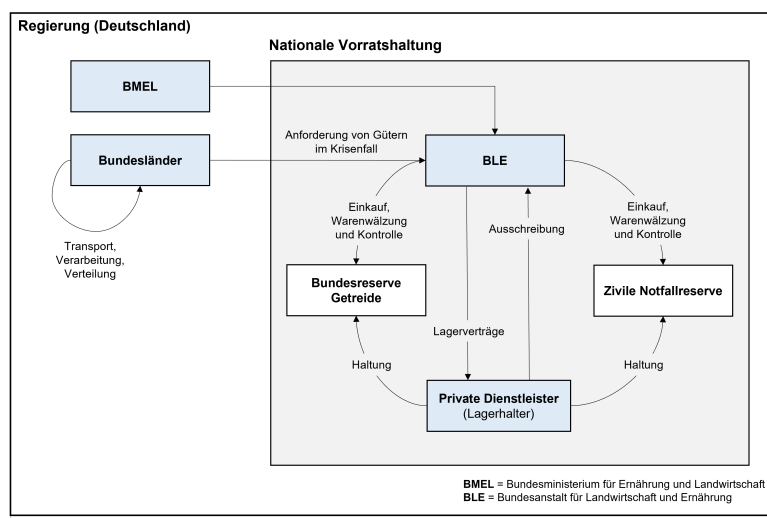 Regierung (Deutschland)
Nationale Vorratshaltung
BMEL
Bundesländer
Anforderung von Gütern
im Krisenfall
BLE
Transport,
Verarbeitung,
Verteilung
Einkauf,
Warenwälzung
und Kontrolle
Ausschreibung
Einkauf,
Warenwälzung
und Kontrolle
Bundesreserve
Getreide
Zivile Notfallreserve
Lagerverträge
Haltung
Haltung
Private Dienstleister
(Lagerhalter)
BMEL = Bundesministerium für Ernährung und Landwirtschaft
BLE = Bundesanstalt für Landwirtschaft und Ernährung